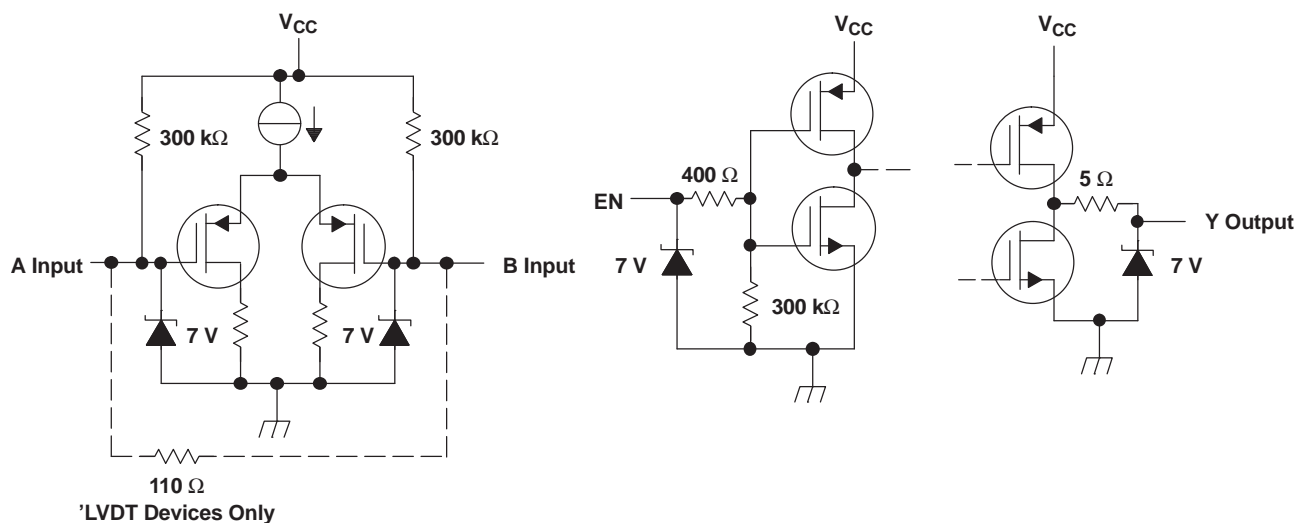 VCC
300 kΩ
300 kΩ
A Input
B Input
7 V
7 V
110 Ω
’LVDT Devices Only
VCC
400 Ω
EN
7 V
300 kΩ
VCC
5 Ω
Y Output
7 V